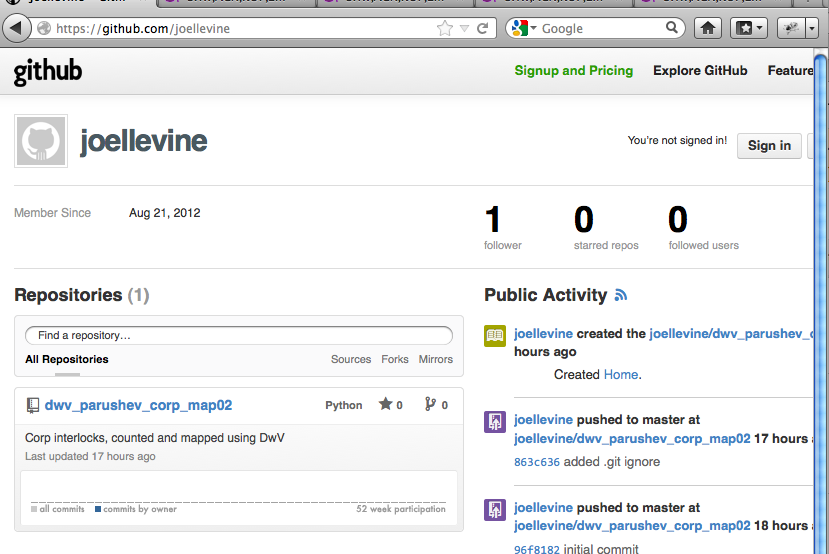 https://github.com/joellevine
Google
github
Signup and Pricing
Explore GitHub
Feature
joellevine
You're not signed in!
Sign in
Member Since
Aug 21, 2012
1
follower
0
starred repos
0
followed users
Repositories (1)
Find a repository…
All Repositories
Sources
Forks
Mirrors
dwv_parushev_corp_map02
Python
0
0
Corp interlocks, counted and mapped using DwV
Last updated 17 hours ago
all commits
commits by owner
52 week participation
Public Activity
joellevine created the joellevine/dwv_parushev_c
hours ago
Created Home.
joellevine pushed to master at
joellevine/dwv_parushev_corp_map02 17 hours
863c636 added .git ignore
joellevine pushed to master at
joellevine/dwv_parushev_corp_map02 18 hours
96f8182 initial commit